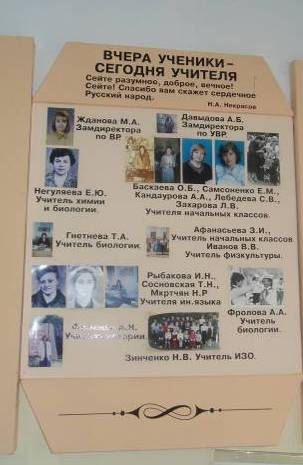 ВЧЕРА УЧЕНИКИ-
СЕГОДНЯ УЧИТЕЛЯ
Сейте разумное, доброе, вечное!
Сейте! Спасибо вам скажет сердечное
Русский народ.
Н.А. Некрасов
Жданова М.А.
Замдиректора
по ВР.
Давыдова А.Б.
Замдиректора
по УВР.
Негуляева Е.Ю.
Учитель химии
и биологии.
Баскаева О.Б., Самсоненко Е.М.,
Кандаурова А.А., Лебедева С.В.,
Захарова Л.В.
Учителя начальных классов.
Гнетнева Т.А.
Учитель биологии.
Афанасьева З.И.,
Учитель начальных классов
Иванов В.В.
Учитель физкультуры.
Рыбакова И.Н.,
Сосновская Т.Н.,
Мкртчян Н.Р
Учителя ин.языка
Фролова А.А.
Учитель
биологии.
Зинченко Н.В. Учитель ИЗО.